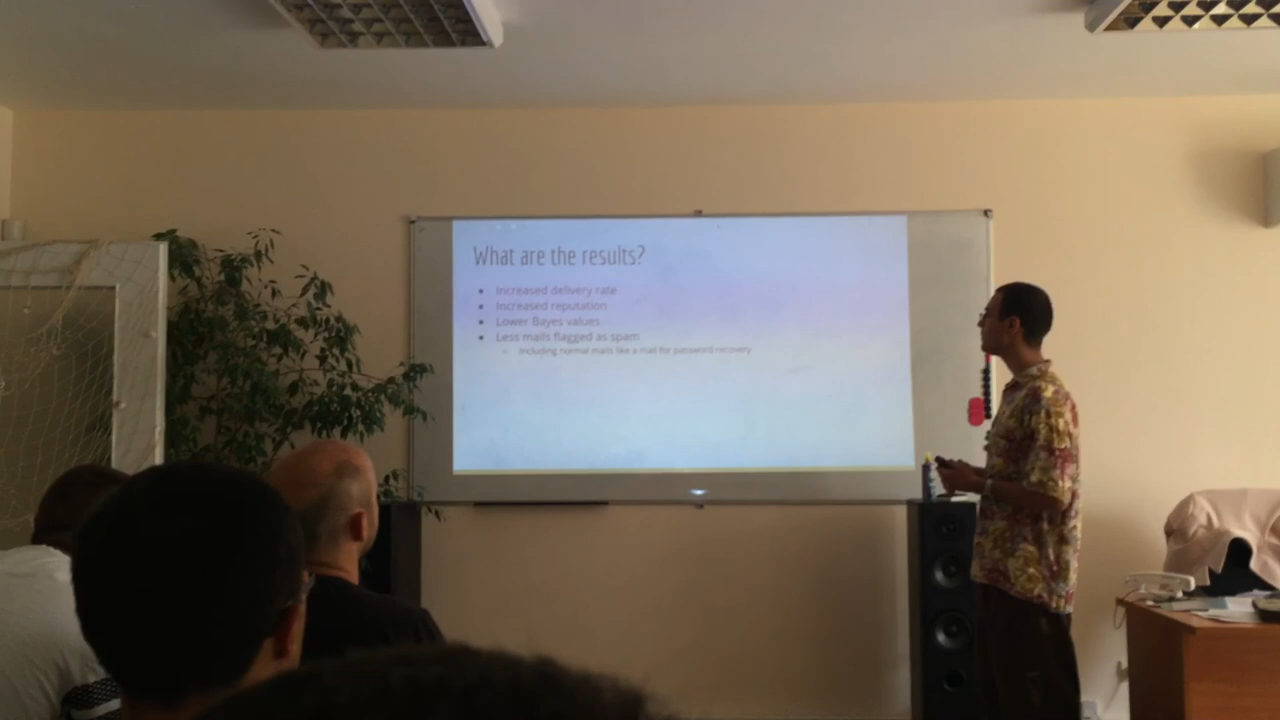 What are the results?
Increased delivery rate
Increased reputation
Lower Bayes values
Less mails flagged as spam
Including normal mails like a mail for password recovery